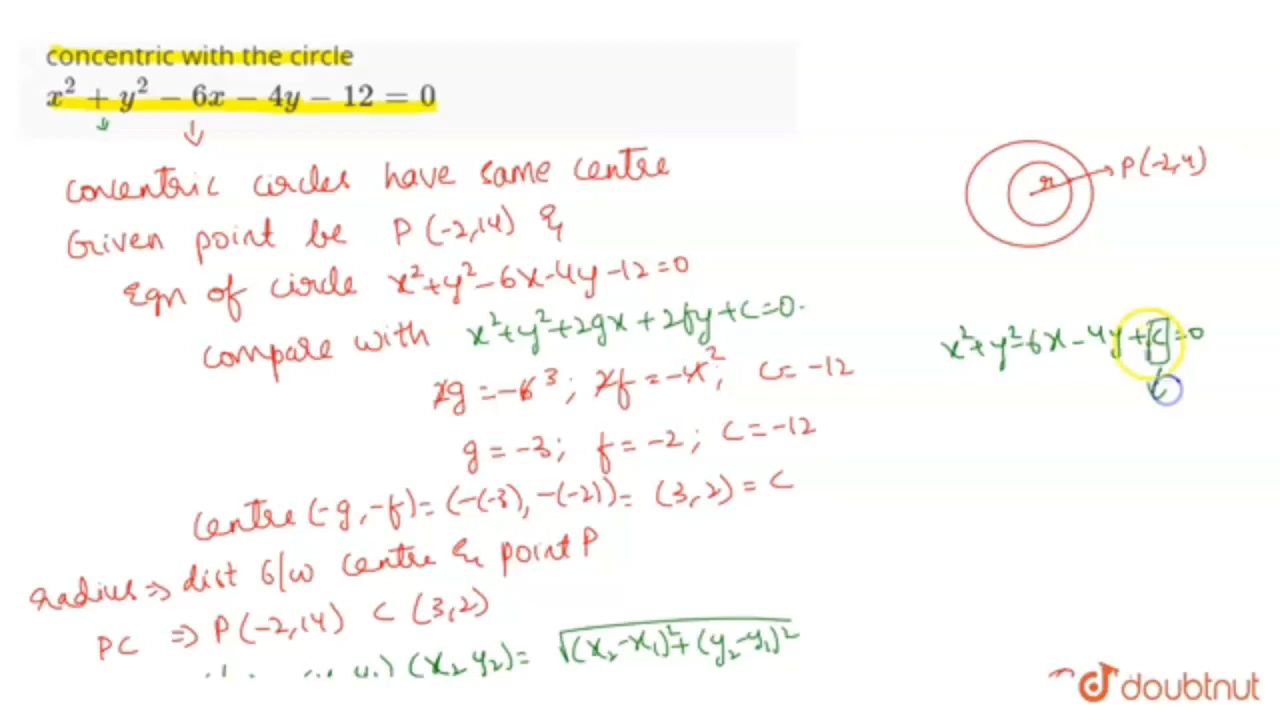 concentric with the circle
x² + y² − 6x − 4y − 12 = 0
concentric circles have same centre
Given point be P(-2,14) &
Eqn of circle x²+y²-6x-4y-12=0
compare with x²+y²+2gx+2fy+c=0.
2g=-6 3; 2f=-4 2; c=-12
g=-3; f=-2; c=-12
centre (-g,-f)=(-(-3),-(-2))=(3,2)=C
radius⇒ dist b/w centre & point P
PC ⇒ P(-2,14) C(3,2)
(x₂ y₂)= √(x₂-x₁)²+(y₂-y₁)²
r
P(-2,4)
x²+y²-6x-4y+c=0
doubtnut